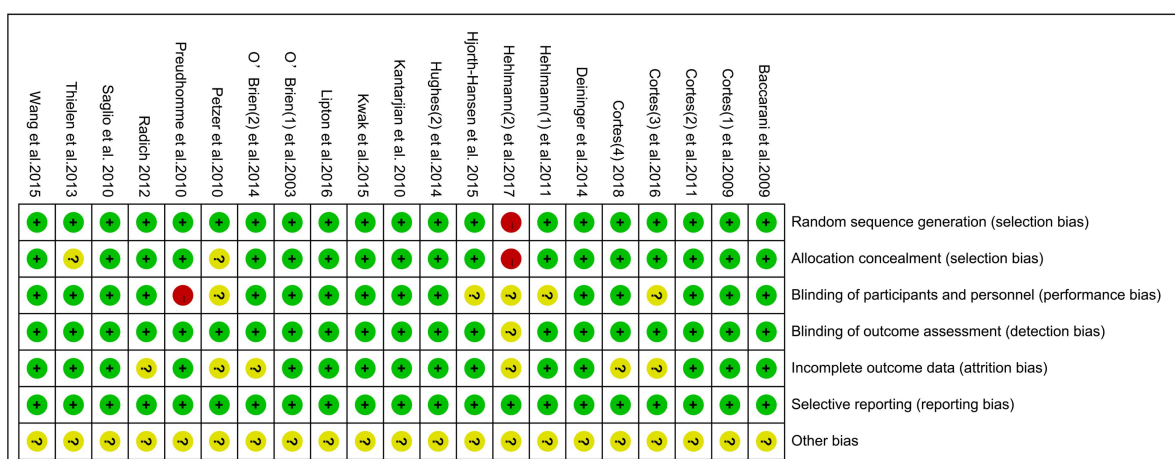 Wang et al.2015
Thielen et al.2013
Saglio et al. 2010
Radich 2012
Preudhomme et al.2010
Petzer et al.2010
O’ Brien(2) et al.2014
O’ Brien(1) et al.2003
Lipton et al.2016
Kwak et al.2015
Kantarjian et al. 2010
Hughes(2) et al.2014
Hjorth-Hansen et al. 2015
Hehlmann(2) et al.2017
Hehlmann(1) et al.2011
Deininger et al.2014
Cortes(4) 2018
Cortes(3) et al.2016
Cortes(2) et al.2011
Cortes(1) et al.2009
Baccarani et al.2009
+ + + + + + + + + + + + + – + + + + + + + Random sequence generation (selection bias)
+ ? + + + ? + + + + + + + – + + + + + + + Allocation concealment (selection bias)
+ + + + – ? + + + + + + ? ? ? + + ? + + + Blinding of participants and personnel (performance bias)
+ + + + + + + + + + + + + ? + + + + + + + Blinding of outcome assessment (detection bias)
+ + + ? + ? ? + + + + + + ? + + ? ? + + + Incomplete outcome data (attrition bias)
+ + + + + + + + + + + + + + + + + + + + + Selective reporting (reporting bias)
? ? ? ? ? ? ? ? ? ? ? ? ? ? ? ? ? ? ? ? ? Other bias